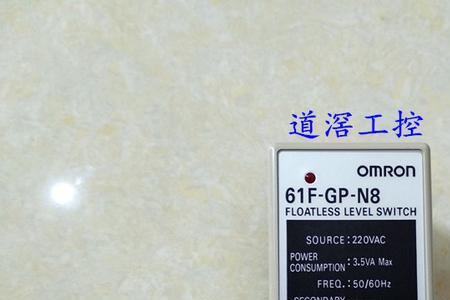 道滘工控
OMRON
61F-GP-N8
FLOATLESS LEVEL SWITCH
SOURCE: 220VAC
POWER
CONSUMPTION: 3.5VA Max
FREQ.: 50/60Hz
SECONDARY